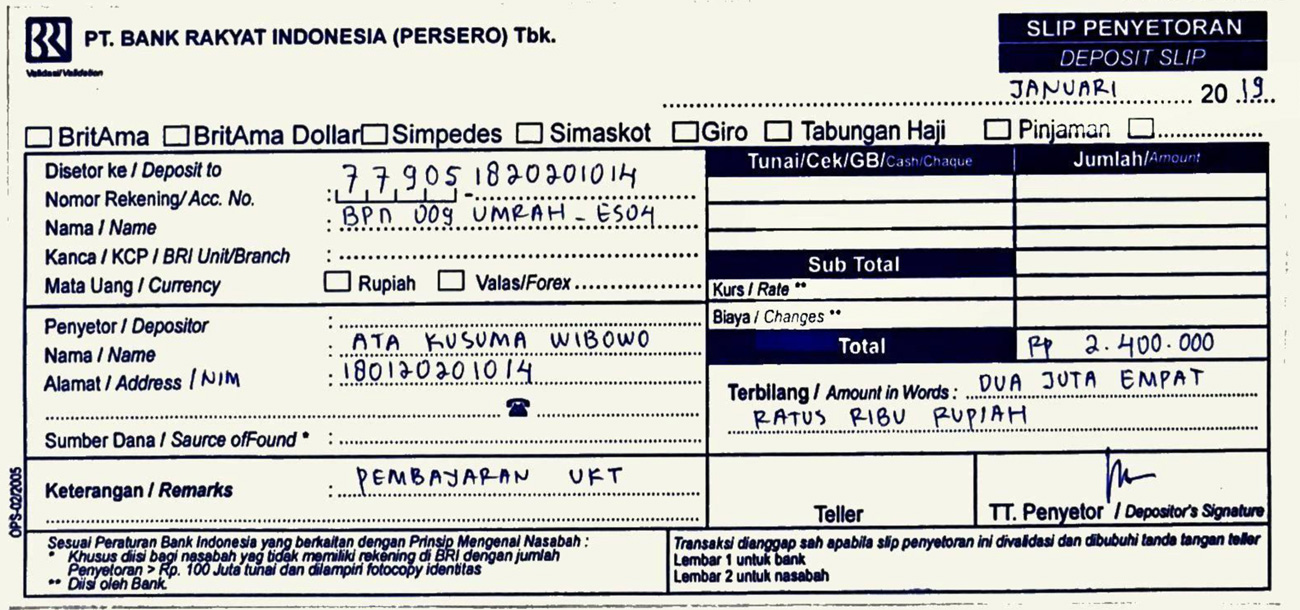 BRI PT. BANK RAKYAT INDONESIA (PERSERO) Tbk.
Validasi/Validation
SLIP PENYETORAN
DEPOSIT SLIP
JANUARI 20 19
BritAma BritAma Dollar Simpedes Simaskot Giro Tabungan Haji Pinjaman
Disetor ke / Deposit to
Nomor Rekening/ Acc. No. : 77905 - 1820201014
Nama / Name : BPN 009 UMRAH - ES04
Kanca / KCP / BRI Unit/Branch :
Mata Uang / Currency Rupiah Valas/Forex
Penyetor / Depositor :
Nama / Name : ATA KUSUMA WIBOWO
Alamat / Address / NIM : 180120201014
Sumber Dana / Saurce ofFound * :
Keterangan / Remarks : PEMBAYARAN UKT
Tunai/Cek/GB/Cash/Chaque Jumlah/Amount
Sub Total
Kurs / Rate **
Biaya / Changes **
Total Rp 2.400.000
Terbilang / Amount in Words : DUA JUTA EMPAT
RATUS RIBU RUPIAH
Teller
TT. Penyetor / Depositor's Signature
OPS-02/2005
Sesuai Peraturan Bank Indonesia yang berkaitan dengan Prinsip Mengenal Nasabah :
* Khusus diisi bagi nasabah yag tidak memiliki rekening di BRI dengan jumlah
Penyetoran > Rp. 100 Juta tunai dan dilampiri fotocopy identitas
** Diisi oleh Bank.
Transaksi dianggap sah apabila slip penyetoran ini divalidasi dan dibubuhi tanda tangan teller
Lembar 1 untuk bank
Lembar 2 untuk nasabah